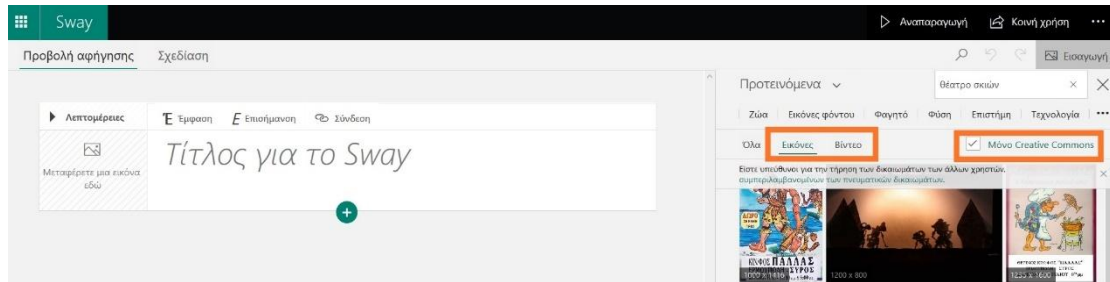 Sway
Αναπαραγωγή
Κοινή χρήση
Προβολή αφήγησης
Σχεδίαση
Εισαγωγή
Λεπτομέρειες
Έμφαση
Επισήμανση
Σύνδεση
Μεταφέρετε μια εικόνα
εδώ
Τίτλος για το Sway
Προτεινόμενα
θέατρο σκιών
Ζώα
Εικόνες φόντου
Φαγητό
Φύση
Επιστήμη
Τεχνολογία
Όλα
Εικόνες
Βίντεο
Μόνο Creative Commons
Είστε υπεύθυνοι για την τήρηση των δικαιωμάτων των άλλων χρηστών,
συμπεριλαμβανομένων των πνευματικών δικαιωμάτων.
ΠΑΛΛΑΣ
ΣΥΡΟΣ
1200 x 800